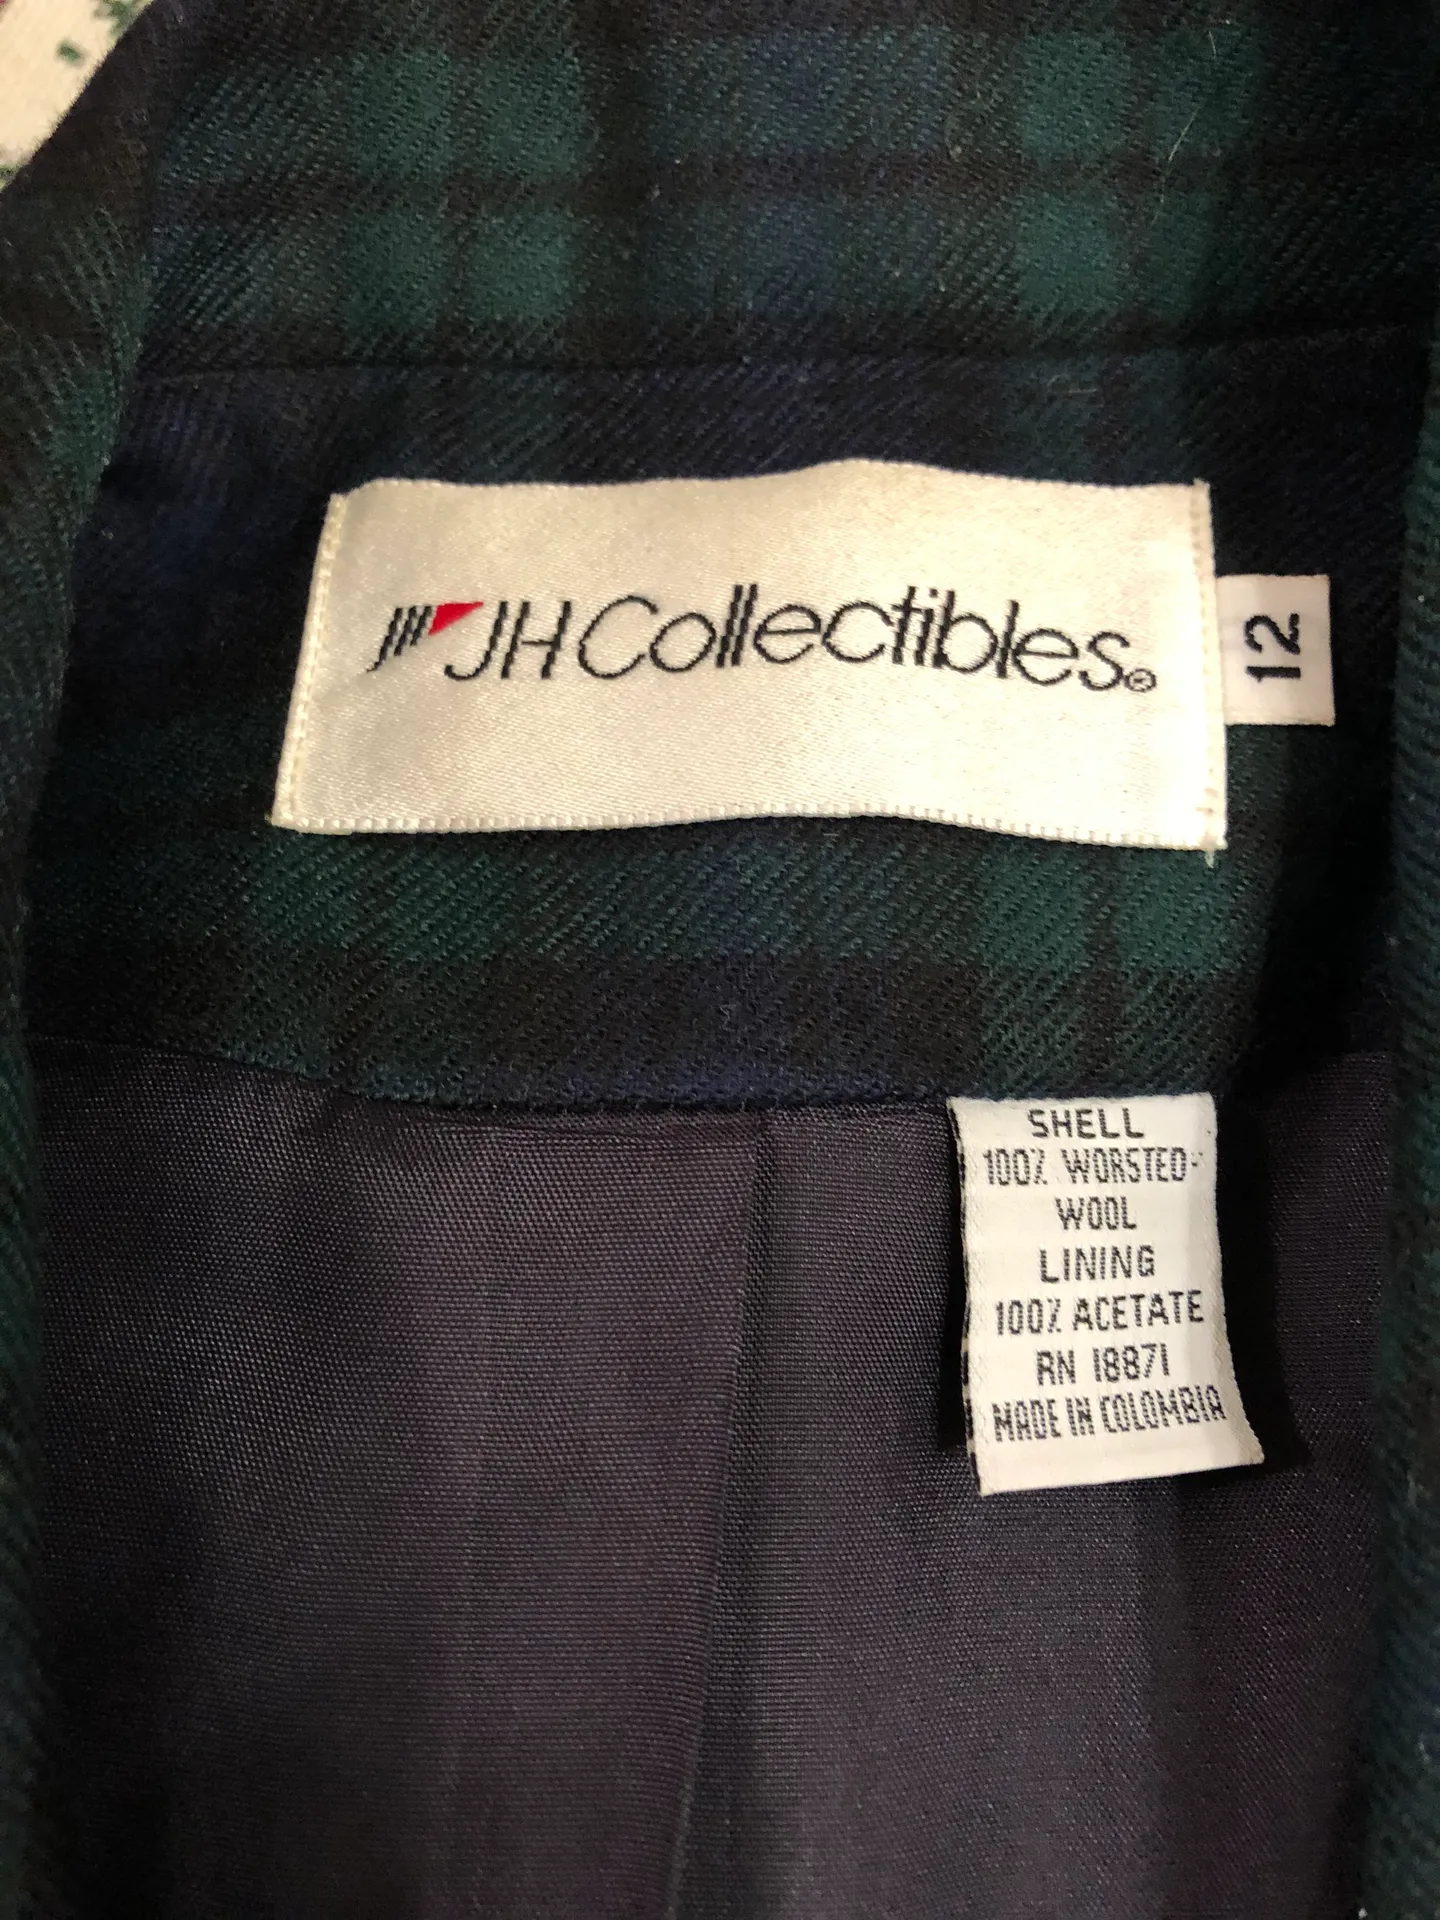 JH Collectibles®
12
SHELL
100% WORSTED-
WOOL
LINING
100% ACETATE
RN 18871
MADE IN COLOMBIA